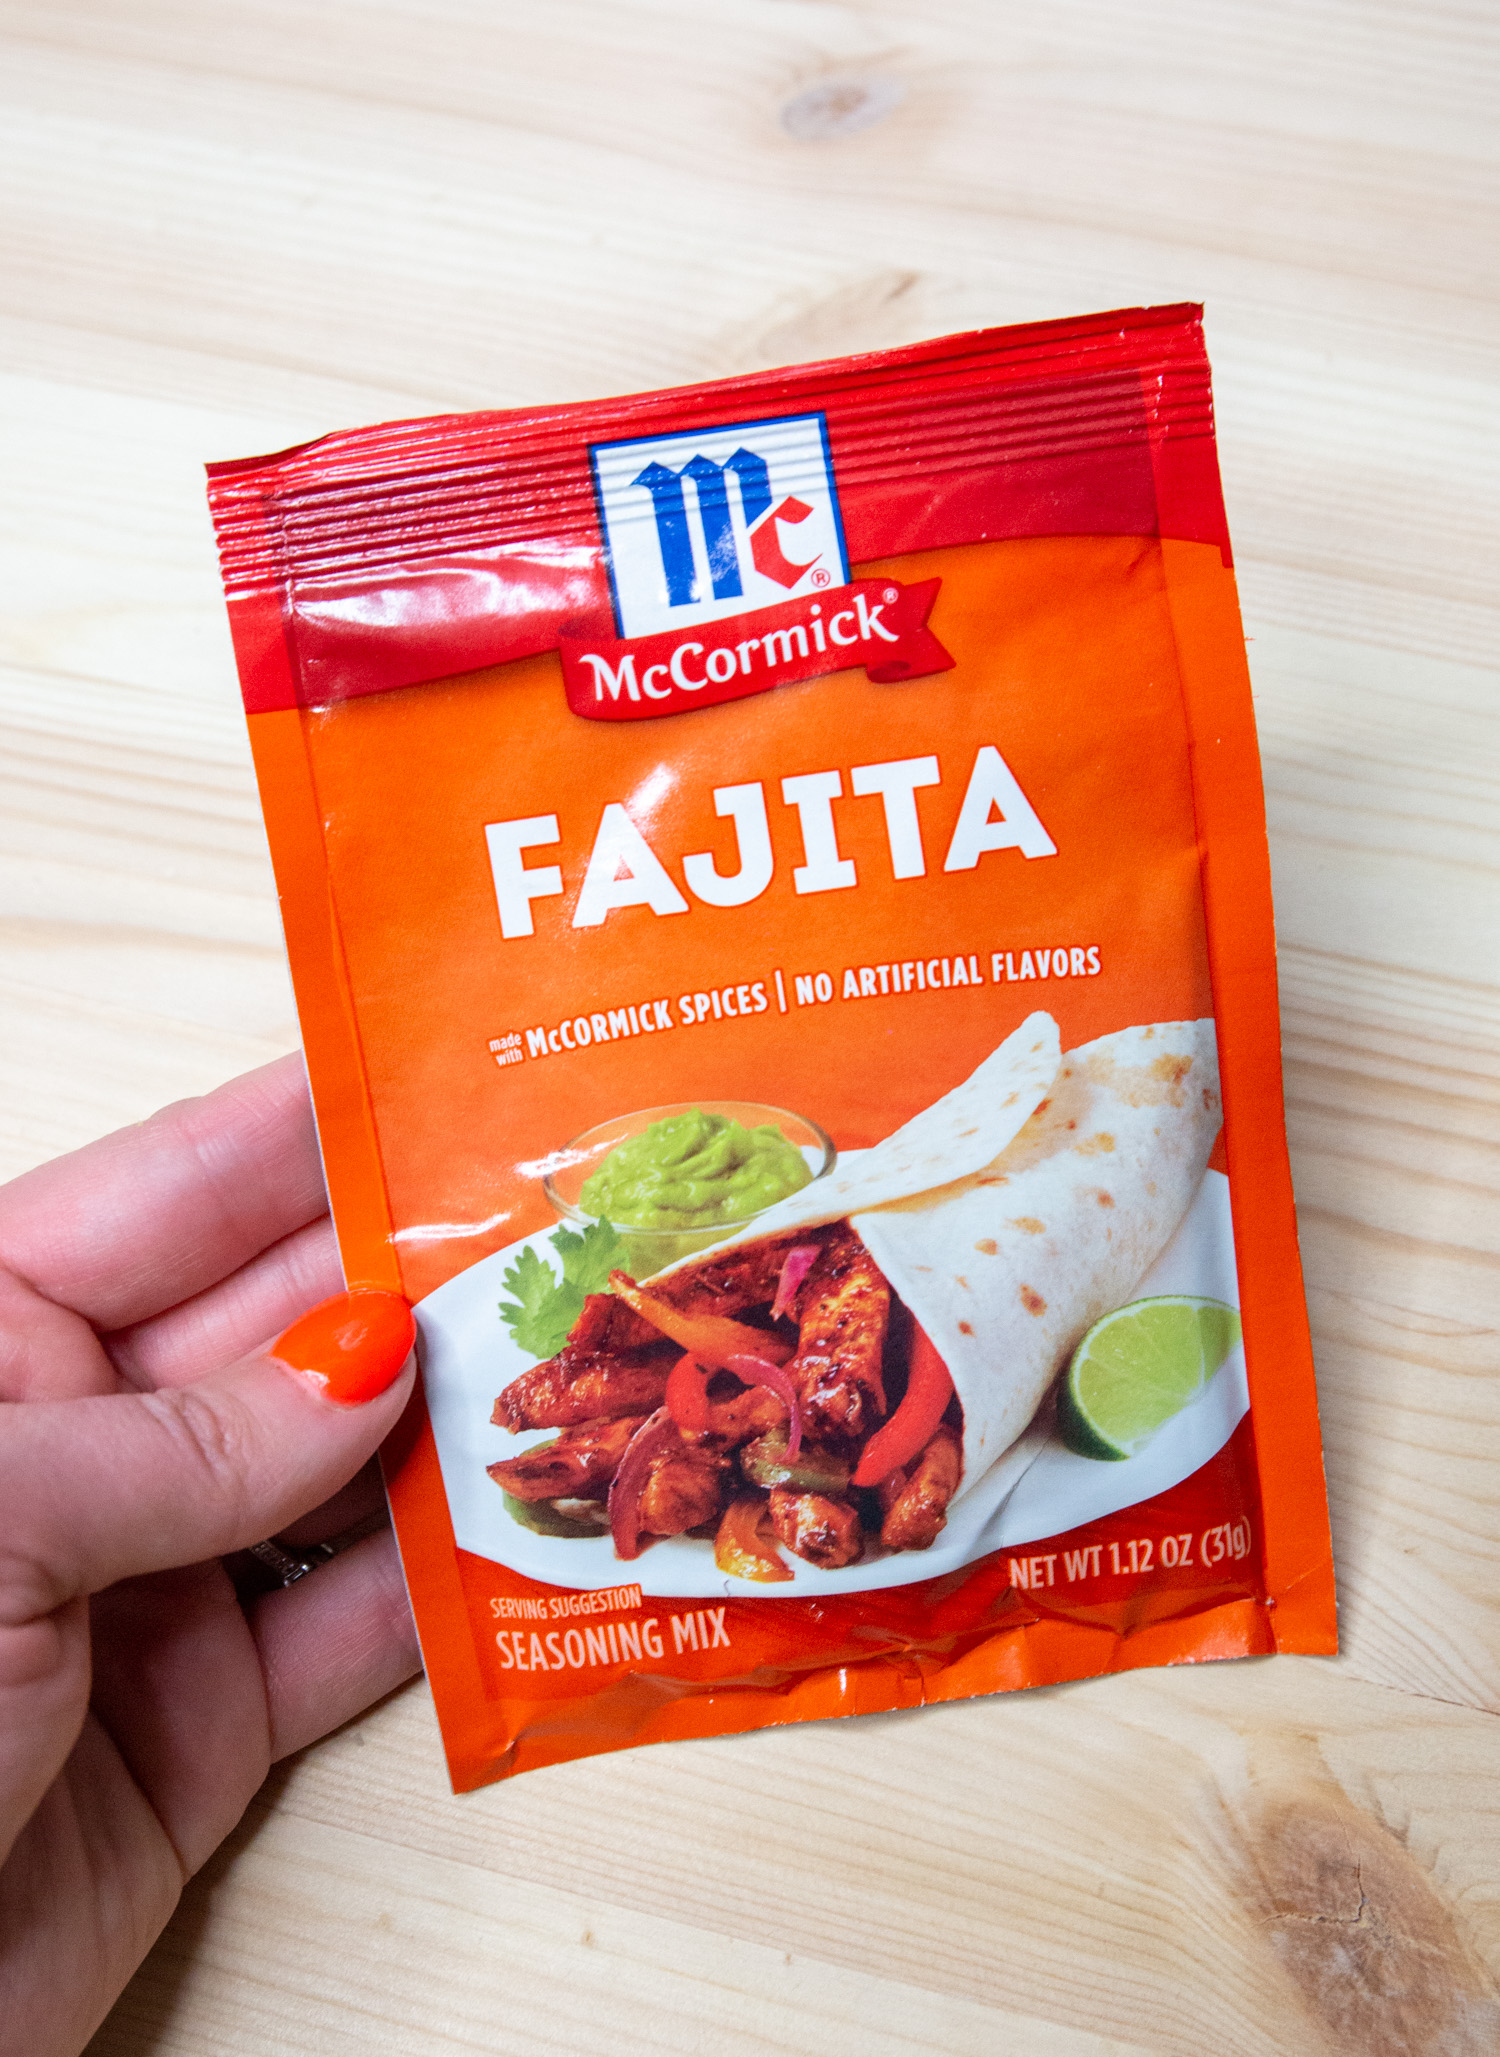 Mc®
McCormick®
FAJITA
made with McCORMICK SPICES | NO ARTIFICIAL FLAVORS
NET WT 1.12 OZ (31g)
SERVING SUGGESTION
SEASONING MIX